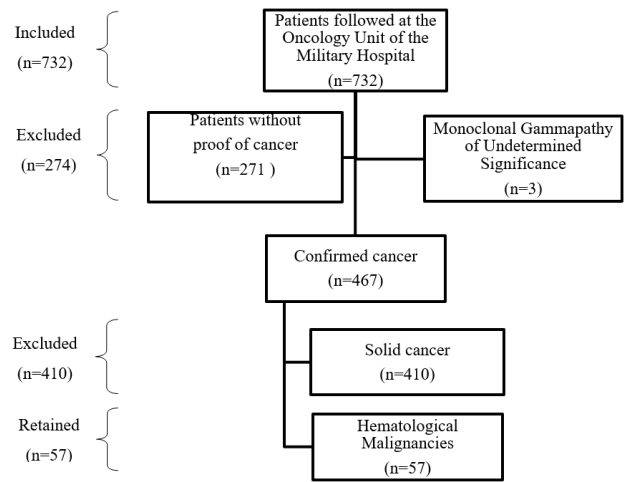 Included
(n=732)
Patients followed at the
Oncology Unit of the
Military Hospital
(n=732)
Excluded
(n=274)
Patients without
proof of cancer
(n=271 )
Monoclonal Gammapathy
of Undetermined
Significance
(n=3)
Confirmed cancer
(n=467)
Excluded
(n=410)
Solid cancer
(n=410)
Retained
(n=57)
Hematological
Malignancies
(n=57)